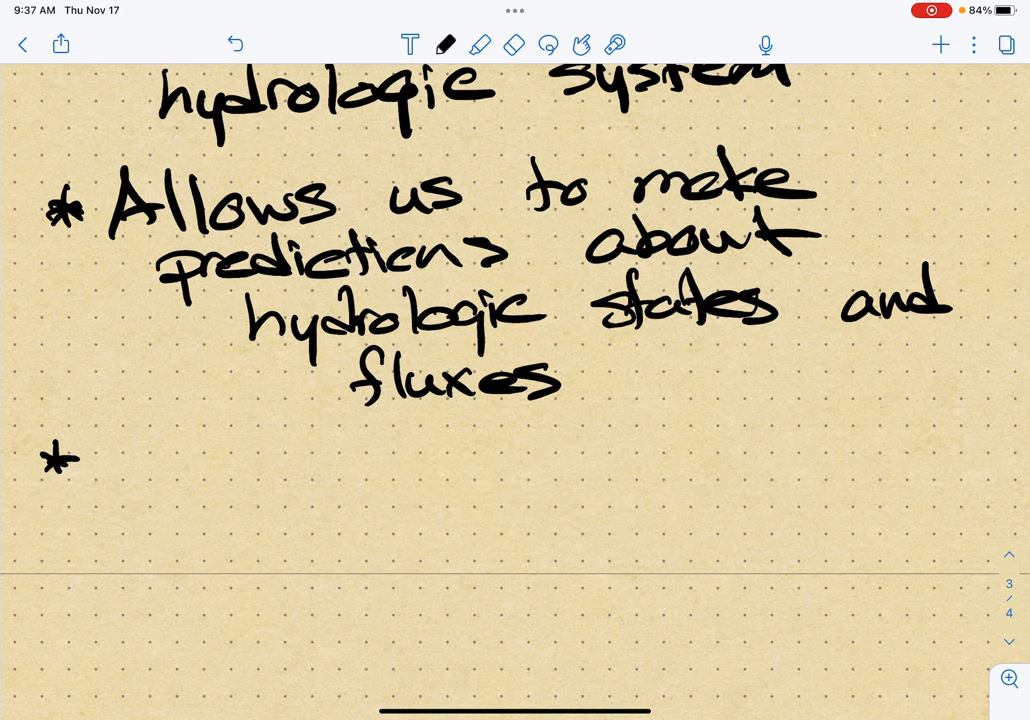 9:37 AM Thu Nov 17
84%
hydrologic system
* Allows us to make
predictions about
hydrologic states and
fluxes
*
3
/
4